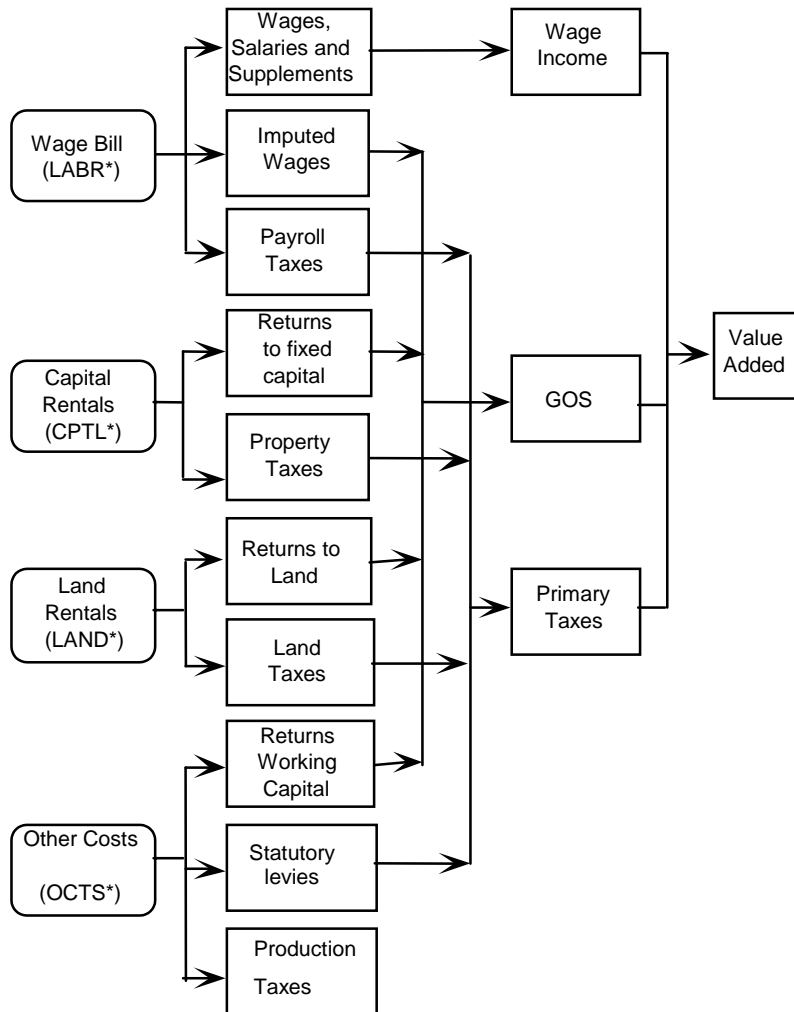 Wages,
Salaries and
Supplements
Wage
Income
Wage Bill
(LABR*)
Imputed
Wages
Payroll
Taxes
Returns
to fixed
capital
Capital
Rentals
(CPTL*)
Property
Taxes
GOS
Value
Added
Returns to
Land
Land
Rentals
(LAND*)
Land
Taxes
Primary
Taxes
Returns
Working
Capital
Other Costs
(OCTS*)
Statutory
levies
Production
Taxes